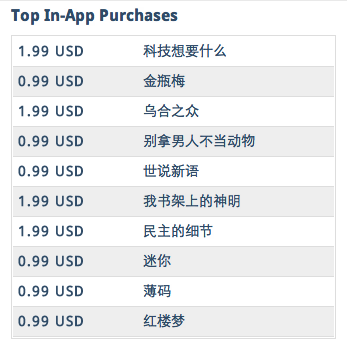 Top In-App Purchases
1.99 USD 科技想要什么
0.99 USD 金瓶梅
1.99 USD 乌合之众
0.99 USD 别拿男人不当动物
0.99 USD 世说新语
1.99 USD 我书架上的神明
1.99 USD 民主的细节
0.99 USD 迷你
0.99 USD 薄码
0.99 USD 红楼梦